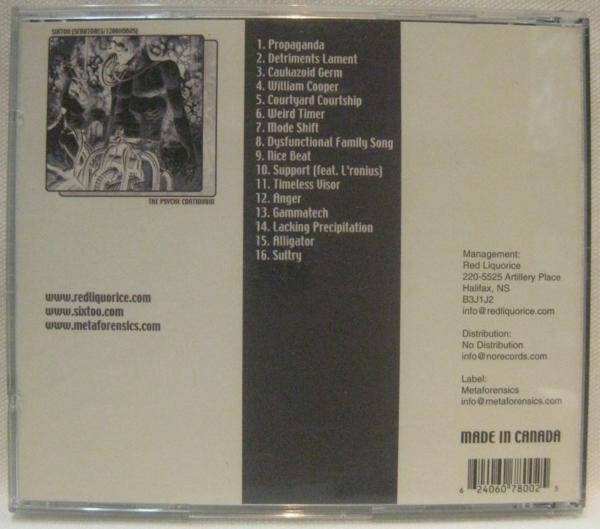 SIXTOO (SEBUTONES/1200HOBOS)
THE PSYCHE CONTINUUM
www.redliquorice.com
www.sixtoo.com
www.metaforensics.com
1. Propaganda
2. Detriments Lament
3. Caukazoid Germ
4. William Cooper
5. Courtyard Courtship
6. Weird Timer
7. Mode Shift
8. Dysfunctional Family Song
9. Nice Beat
10. Support (feat. L'ronius)
11. Timeless Visor
12. Anger
13. Gammatech
14. Lacking Precipitation
15. Alligator
16. Sultry
Management:
Red Liquorice
220-5525 Artillery Place
Halifax, NS
B3J1J2
info@redliquorice.com
Distribution:
No Distribution
info@norecords.com
Label:
Metaforensics
info@metaforensics.com
MADE IN CANADA
6 24060 78002 5